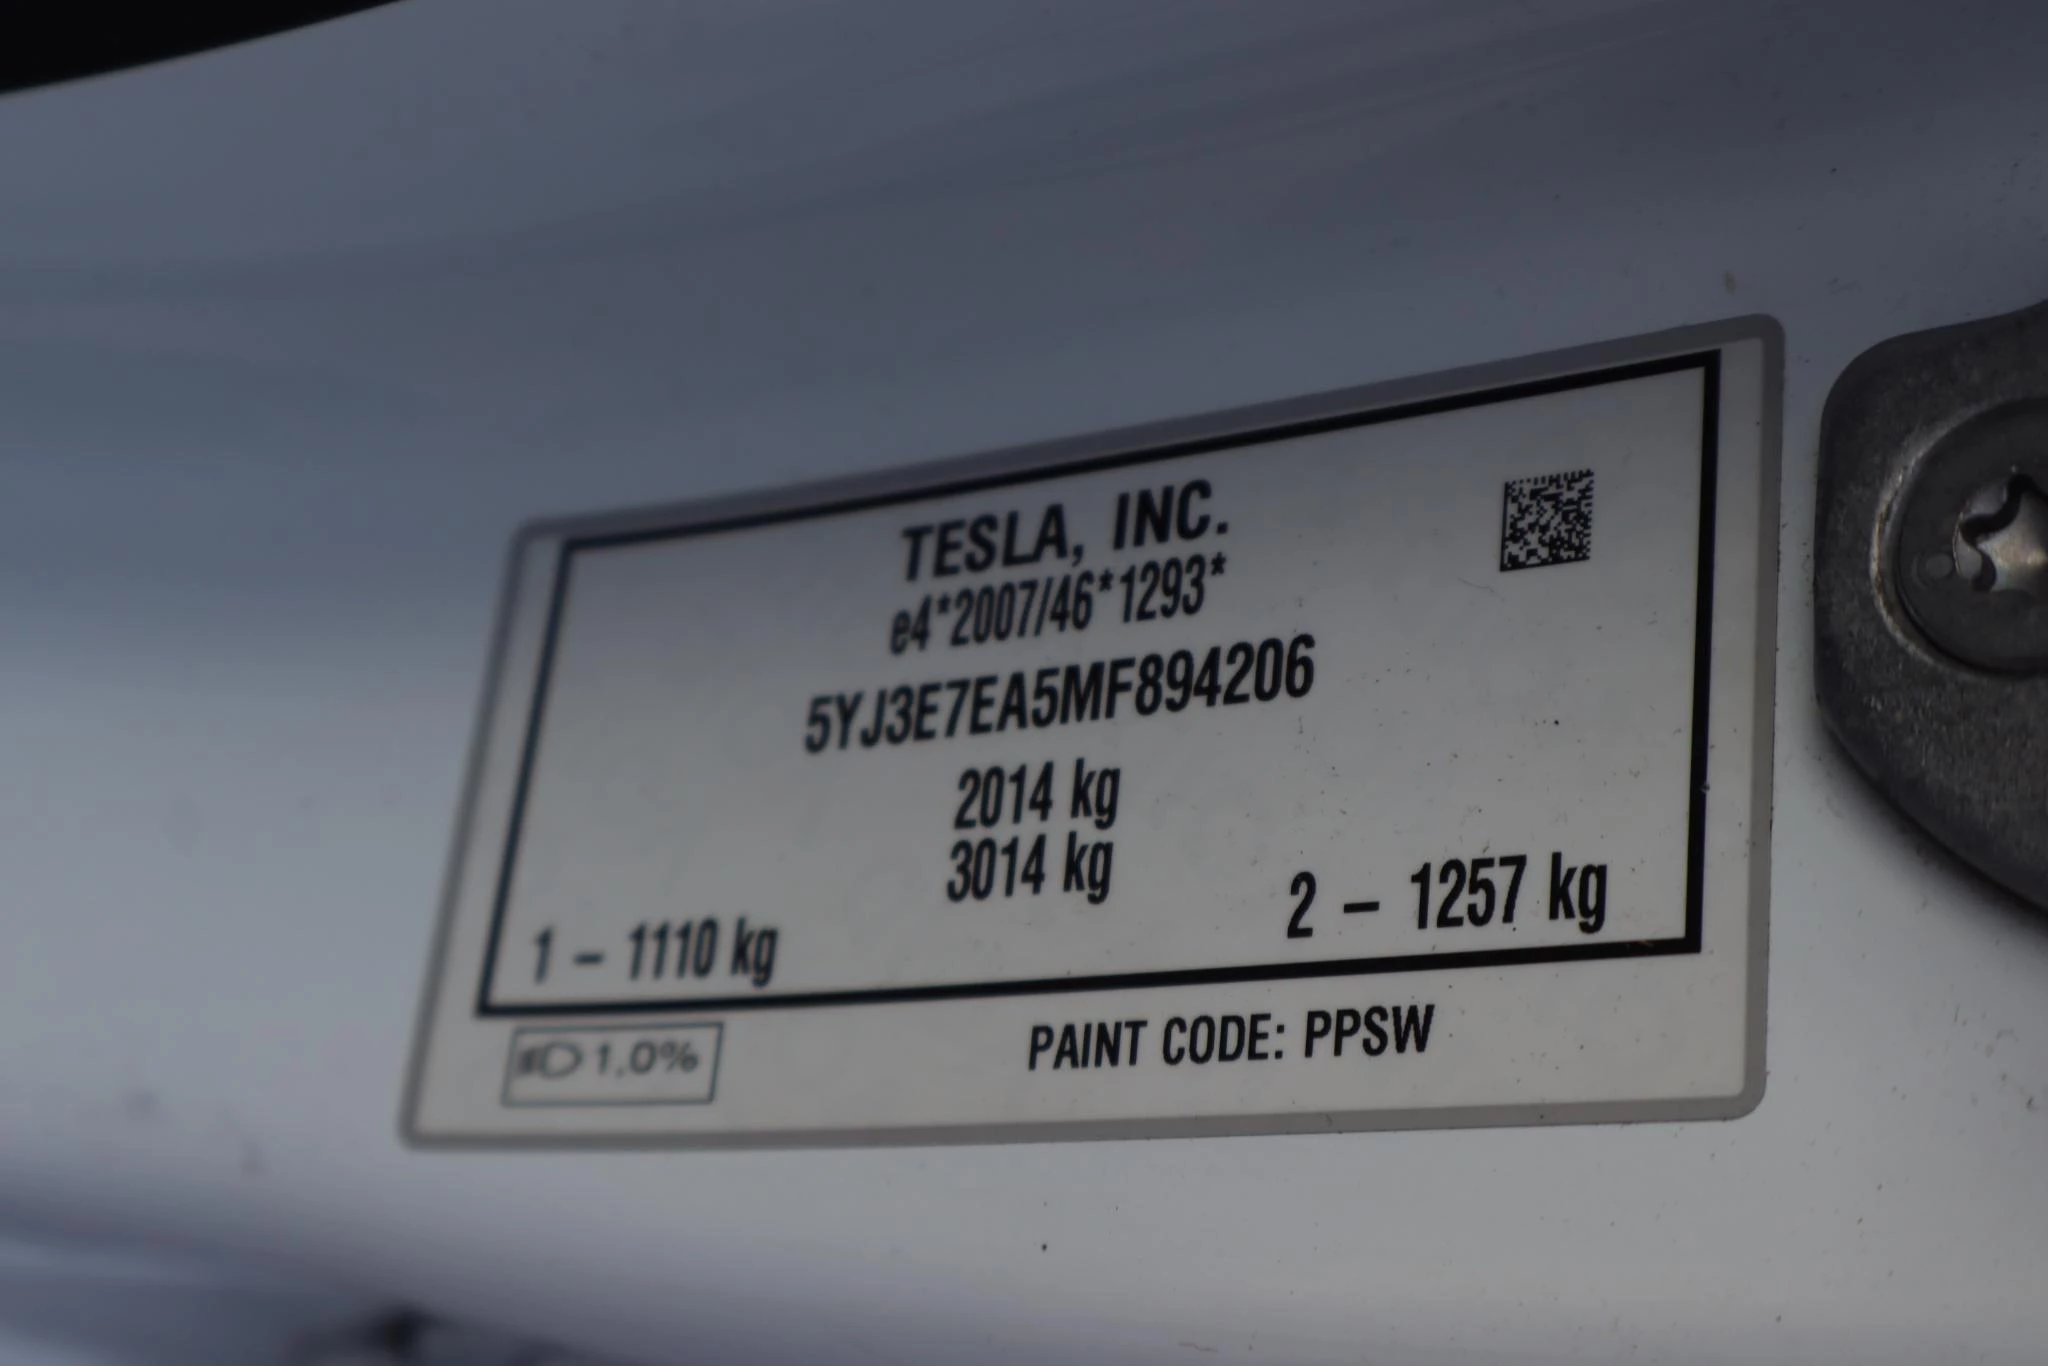 TESLA, INC.
e4*2007/46*1293*
5YJ3E7EA5MF894206
2014 kg
3014 kg
1 – 1110 kg
2 – 1257 kg
1,0%
PAINT CODE: PPSW